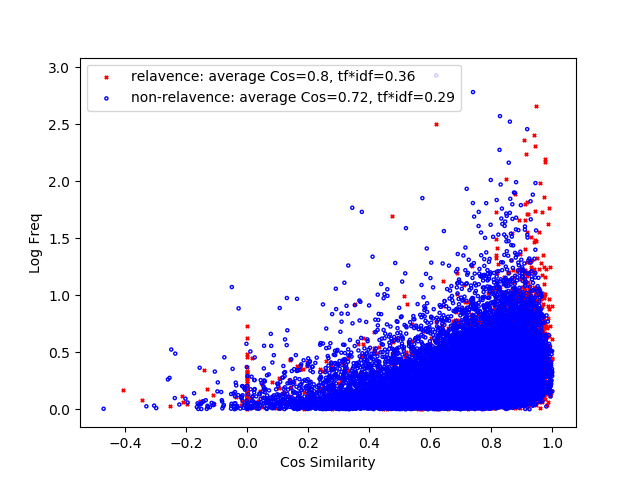 3.0
relavence: average Cos=0.8, tf*idf=0.36
non-relavence: average Cos=0.72, tf*idf=0.29
2.5
2.0
1.5
1.0
0.5
0.0
Log Freq
−0.4 −0.2 0.0 0.2 0.4 0.6 0.8 1.0
Cos Similarity